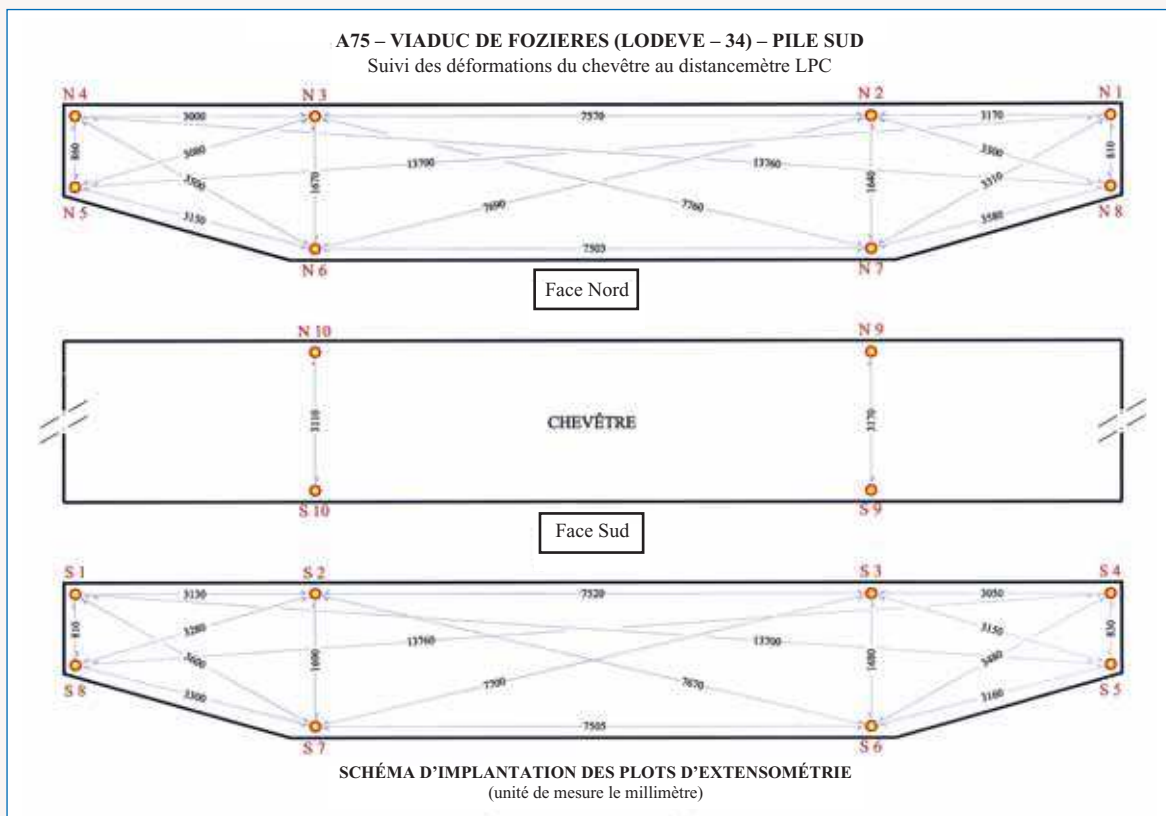 A75 – VIADUC DE FOZIERES (LODEVE – 34) – PILE SUD
Suivi des déformations du chevêtre au distancemètre LPC
N 4 N 3 N 2 N 1
3000 7570 3170
860 3080 13700 13760 3300 810
3500 1670 1640 3310
7690 7760
3150 3580
N 5 N 8
7503
N 6 N 7
Face Nord
N 10 N 9
3110 CHEVÊTRE 3170
S 10 S 9
Face Sud
S 1 S 2 S 3 S 4
3130 7520 3050
810 3280 13760 13700 3150 830
3600 1690 1680 3480
7700 7670
3300 3160
S 8 S 5
7505
S 7 S 6
SCHÉMA D'IMPLANTATION DES PLOTS D'EXTENSOMÉTRIE
(unité de mesure le millimètre)